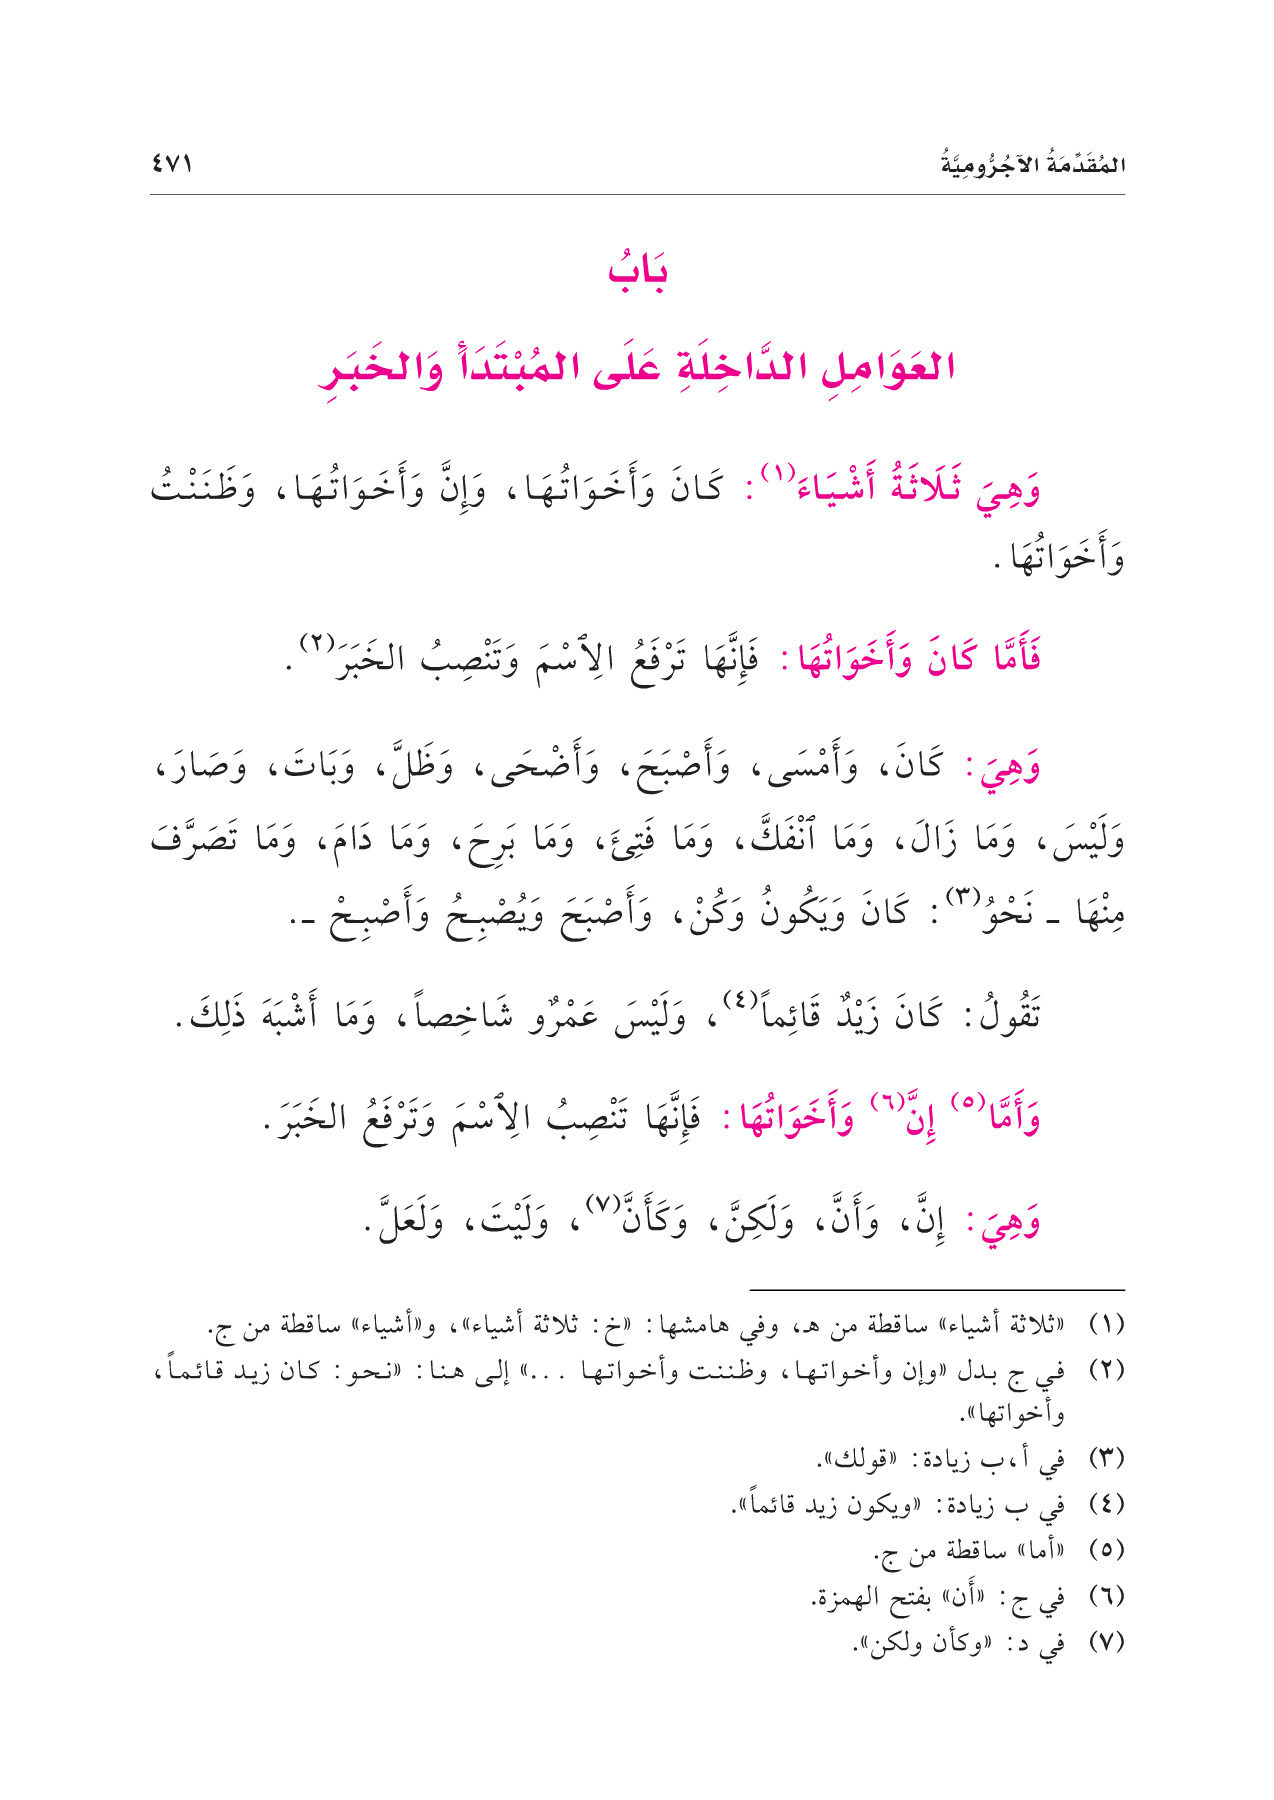 المُقَدِّمَةُ الآجُرُّومِيَّةُ ٤٧١
بَابُ
العَوَامِلِ الدَّاخِلَةِ عَلَى المُبْتَدَأِ وَالخَبَرِ
وَهِيَ ثَلَاثَةُ أَشْيَاءَ(١): كَانَ وَأَخَوَاتُهَا، وَإِنَّ وَأَخَوَاتُهَا، وَظَنَنْتُ
وَأَخَوَاتُهَا.
فَأَمَّا كَانَ وَأَخَوَاتُهَا: فَإِنَّهَا تَرْفَعُ الِٱسْمَ وَتَنْصِبُ الخَبَرَ(٢).
وَهِيَ: كَانَ، وَأَمْسَى، وَأَصْبَحَ، وَأَضْحَى، وَظَلَّ، وَبَاتَ، وَصَارَ،
وَلَيْسَ، وَمَا زَالَ، وَمَا ٱنْفَكَّ، وَمَا فَتِئَ، وَمَا بَرِحَ، وَمَا دَامَ، وَمَا تَصَرَّفَ
مِنْهَا ـ نَحْوُ(٣): كَانَ وَيَكُونُ وَكُنْ، وَأَصْبَحَ وَيُصْبِحُ وَأَصْبِحْ ـ.
تَقُولُ: كَانَ زَيْدٌ قَائِماً(٤)، وَلَيْسَ عَمْرٌو شَاخِصاً، وَمَا أَشْبَهَ ذَلِكَ.
وَأَمَّا(٥) إِنَّ(٦) وَأَخَوَاتُهَا: فَإِنَّهَا تَنْصِبُ الِٱسْمَ وَتَرْفَعُ الخَبَرَ.
وَهِيَ: إِنَّ، وَأَنَّ، وَلَكِنَّ، وَكَأَنَّ(٧)، وَلَيْتَ، وَلَعَلَّ.
(١) «ثلاثة أشياء» ساقطة من هـ، وفي هامشها: «خ: ثلاثة أشياء»، و«أشياء» ساقطة من ج.
(٢) في ج بدل «وإن وأخواتها، وظننت وأخواتها ...» إلى هنا: «نحو: كان زيد قائماً،
وأخواتها».
(٣) في أ،ب زيادة: «قولك».
(٤) في ب زيادة: «ويكون زيد قائماً».
(٥) «أما» ساقطة من ج.
(٦) في ج: «أَن» بفتح الهمزة.
(٧) في د: «وكأن ولكن».